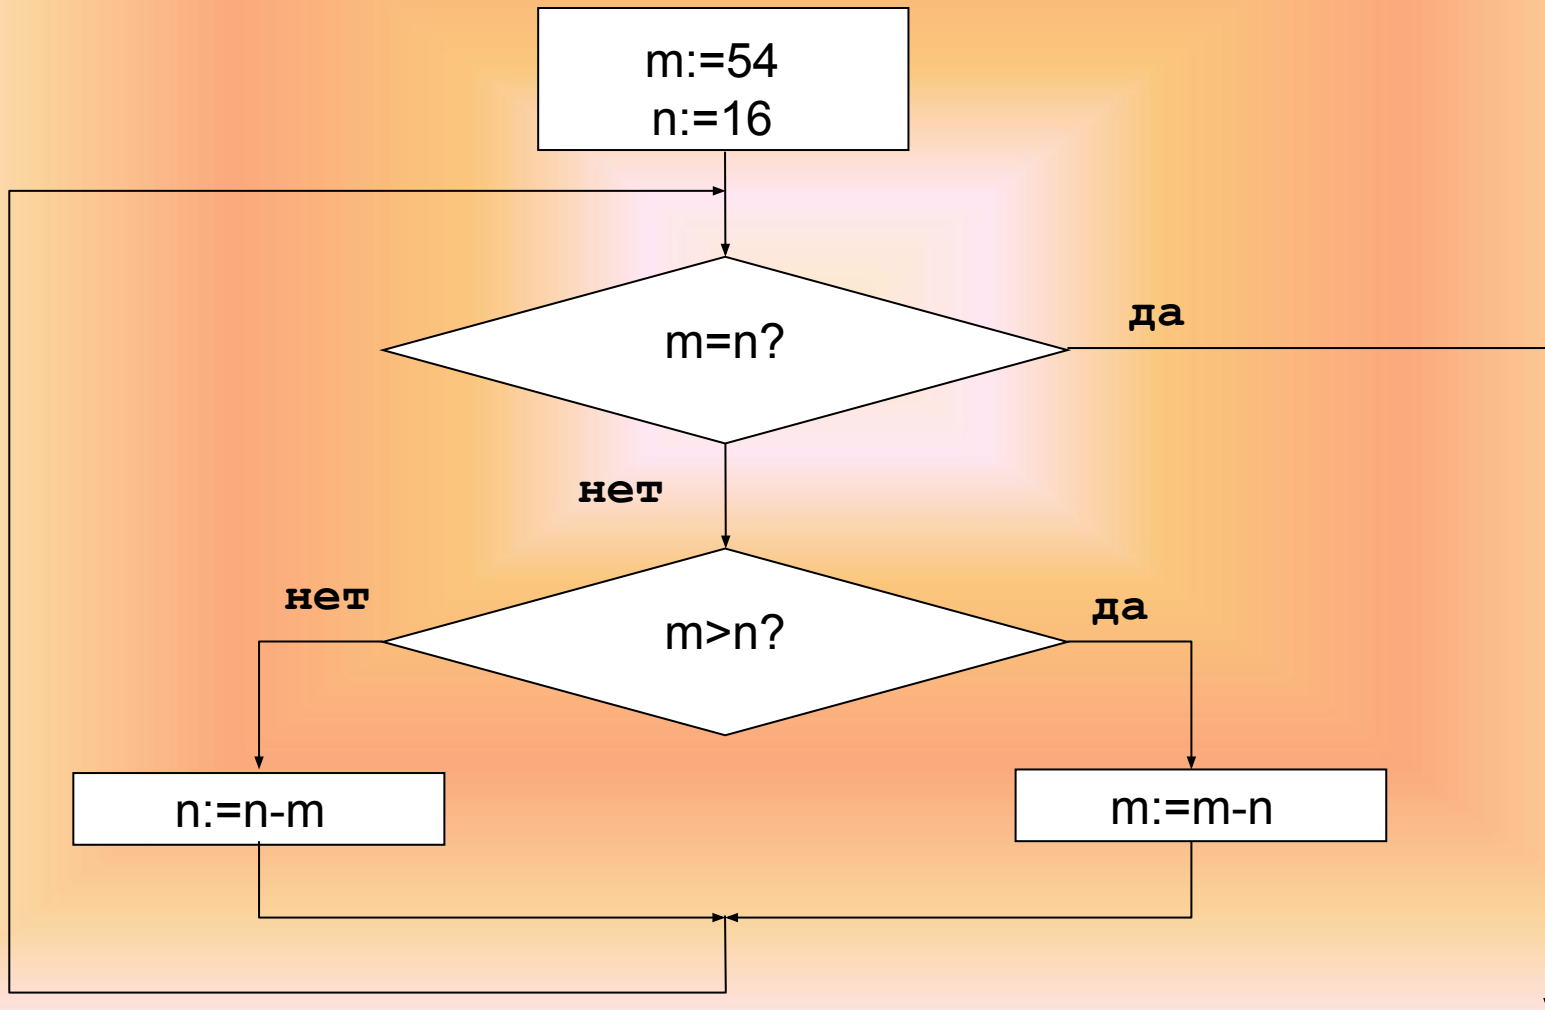 m:=54
n:=16
m=n?
да
нет
m>n?
нет
да
n:=n-m
m:=m-n